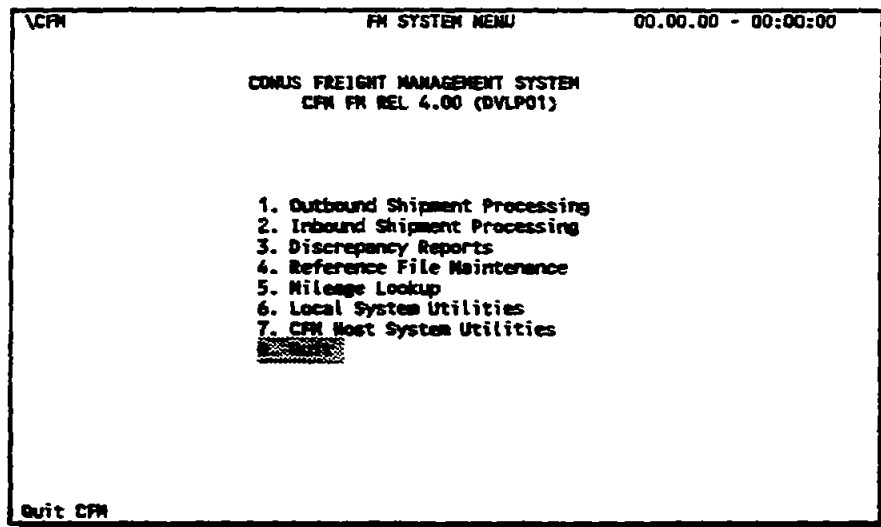 \CFM FM SYSTEM MENU 00.00.00 - 00:00:00
CONUS FREIGHT MANAGEMENT SYSTEM
CFM FM REL 4.00 (DVLP01)
1. Outbound Shipment Processing
2. Inbound Shipment Processing
3. Discrepancy Reports
4. Reference File Maintenance
5. Mileage Lookup
6. Local System Utilities
7. CFM Host System Utilities
Quit CFM